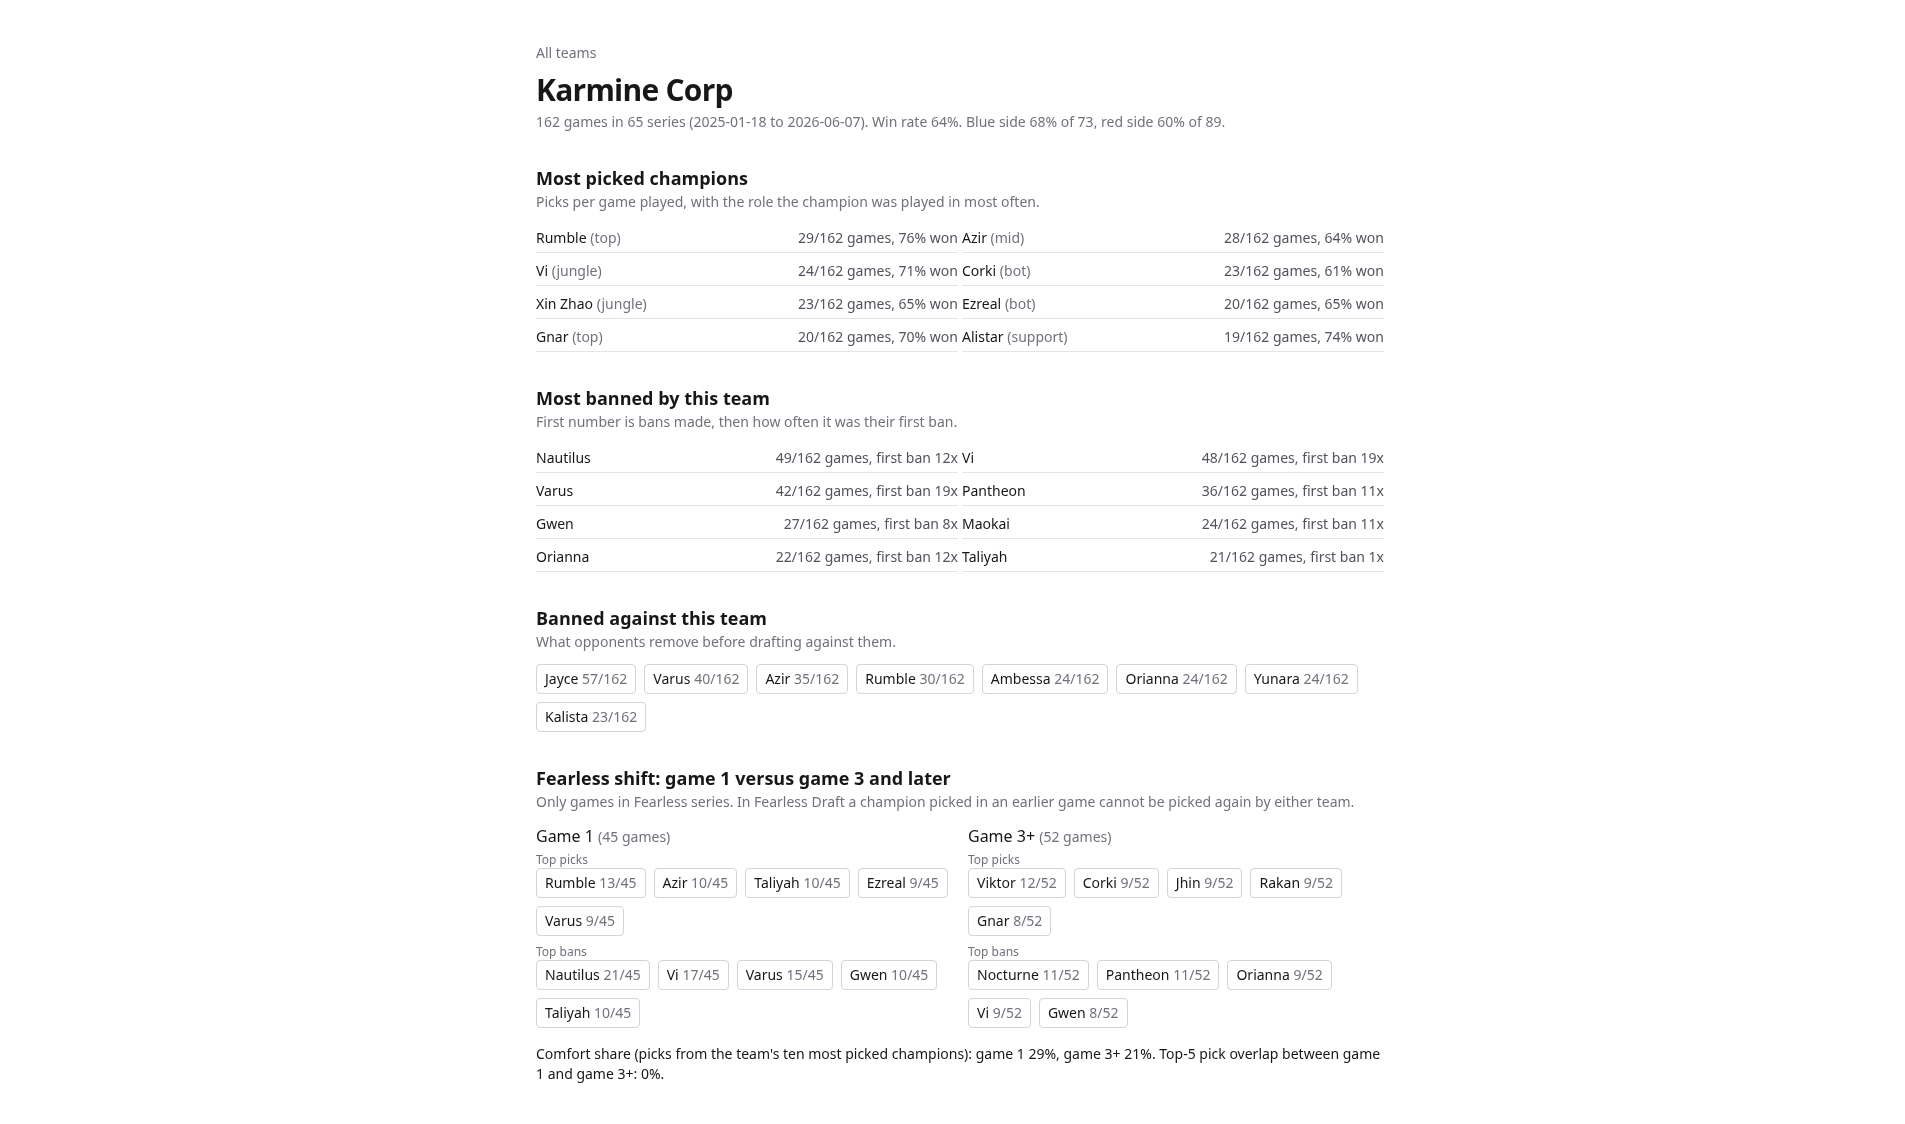 All teams
Karmine Corp
162 games in 65 series (2025-01-18 to 2026-06-07). Win rate 64%. Blue side 68% of 73, red side 60% of 89.
Most picked champions
Picks per game played, with the role the champion was played in most often.
Rumble (top) 29/162 games, 76% won Azir (mid) 28/162 games, 64% won
Vi (jungle) 24/162 games, 71% won Corki (bot) 23/162 games, 61% won
Xin Zhao (jungle) 23/162 games, 65% won Ezreal (bot) 20/162 games, 65% won
Gnar (top) 20/162 games, 70% won Alistar (support) 19/162 games, 74% won
Most banned by this team
First number is bans made, then how often it was their first ban.
Nautilus 49/162 games, first ban 12x Vi 48/162 games, first ban 19x
Varus 42/162 games, first ban 19x Pantheon 36/162 games, first ban 11x
Gwen 27/162 games, first ban 8x Maokai 24/162 games, first ban 11x
Orianna 22/162 games, first ban 12x Taliyah 21/162 games, first ban 1x
Banned against this team
What opponents remove before drafting against them.
Jayce 57/162 Varus 40/162 Azir 35/162 Rumble 30/162 Ambessa 24/162 Orianna 24/162 Yunara 24/162
Kalista 23/162
Fearless shift: game 1 versus game 3 and later
Only games in Fearless series. In Fearless Draft a champion picked in an earlier game cannot be picked again by either team.
Game 1 (45 games)
Top picks
Rumble 13/45 Azir 10/45 Taliyah 10/45 Ezreal 9/45
Varus 9/45
Top bans
Nautilus 21/45 Vi 17/45 Varus 15/45 Gwen 10/45
Taliyah 10/45
Game 3+ (52 games)
Top picks
Viktor 12/52 Corki 9/52 Jhin 9/52 Rakan 9/52
Gnar 8/52
Top bans
Nocturne 11/52 Pantheon 11/52 Orianna 9/52
Vi 9/52 Gwen 8/52
Comfort share (picks from the team's ten most picked champions): game 1 29%, game 3+ 21%. Top-5 pick overlap between game
1 and game 3+: 0%.